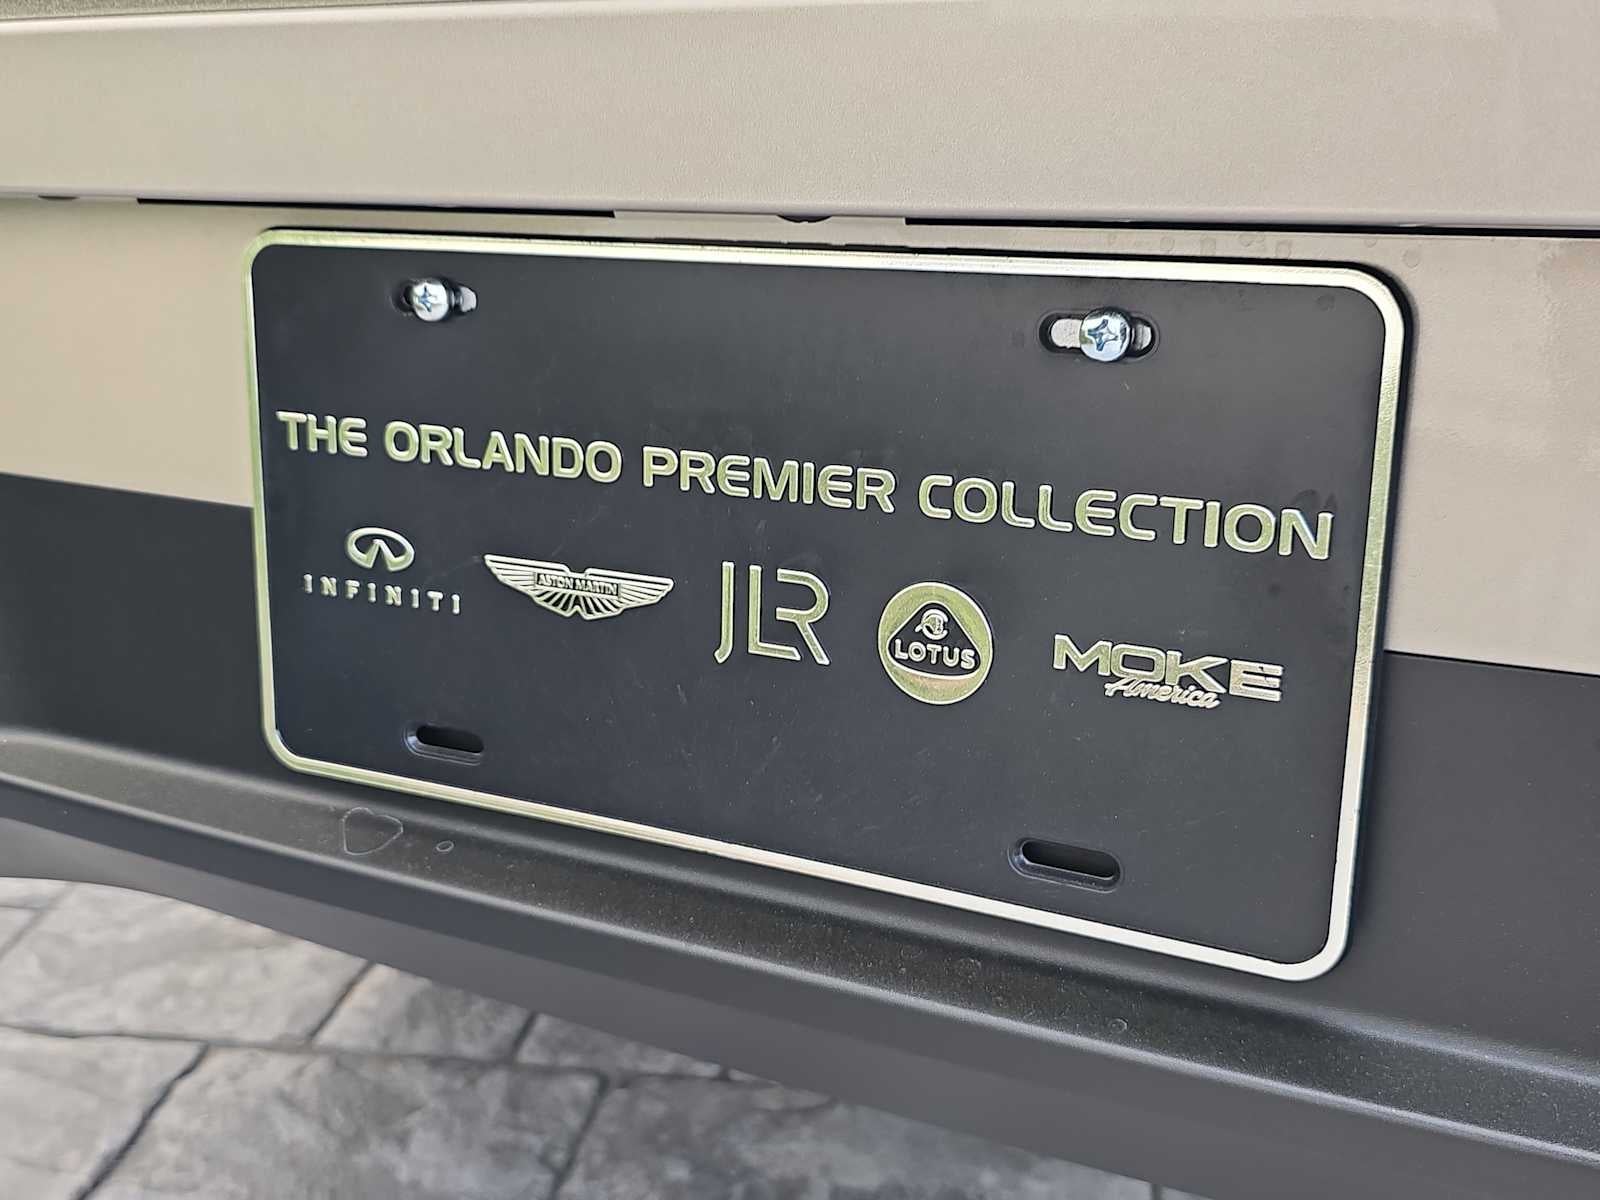 THE ORLANDO PREMIER COLLECTION
INFINITI
ASTON MARTIN
JLR
LOTUS
MOKE
America